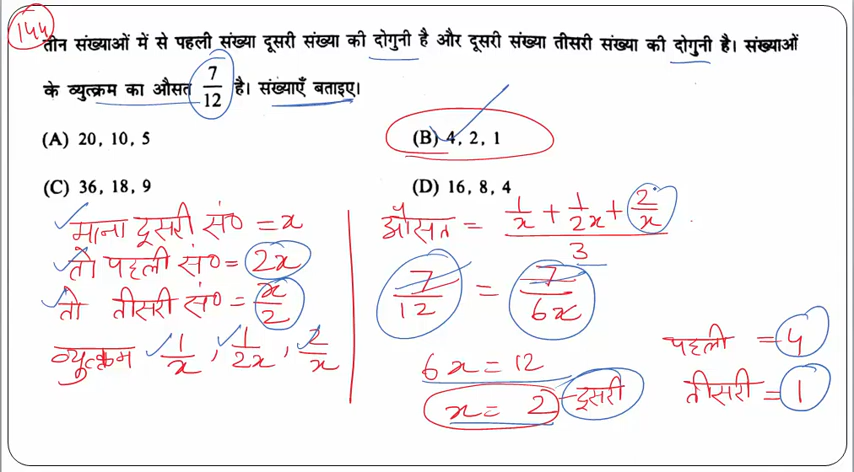 144
तीन संख्याओं में से पहली संख्या दूसरी संख्या की दोगुनी है और दूसरी संख्या तीसरी संख्या की दोगुनी है। संख्याओं
के व्युत्क्रम का औसत 7/12 है। संख्याएँ बताइए।
(A) 20, 10, 5 (B) 4, 2, 1
(C) 36, 18, 9 (D) 16, 8, 4
माना दूसरी सं० = x
तो पहली सं० = 2x
तो तीसरी सं० = x/2
व्युत्क्रम 1/x, 1/2x, 2/x
औसत = (1/x + 1/2x + 2/x)/3
7/12 = 7/6x
6x = 12
x = 2 - दूसरी
पहली = 4
तीसरी = 1